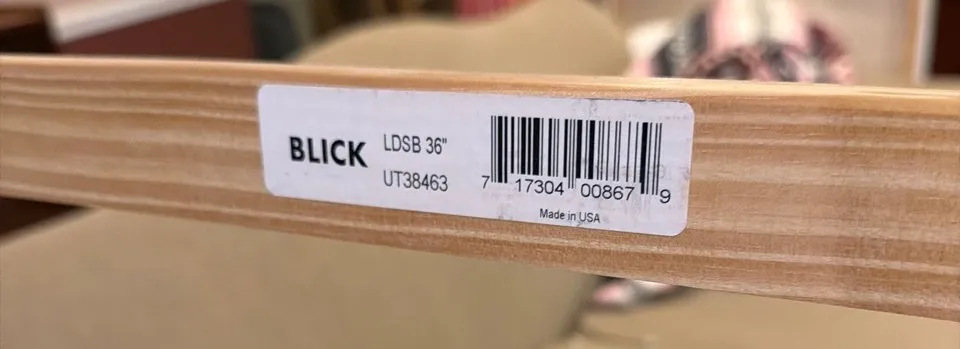 BLICK
LDSB 36"
UT38463
7 17304 00867 9
Made in USA